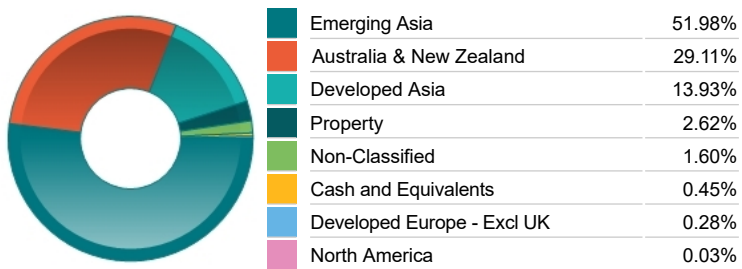 Emerging Asia 51.98%
Australia & New Zealand 29.11%
Developed Asia 13.93%
Property 2.62%
Non-Classified 1.60%
Cash and Equivalents 0.45%
Developed Europe - Excl UK 0.28%
North America 0.03%